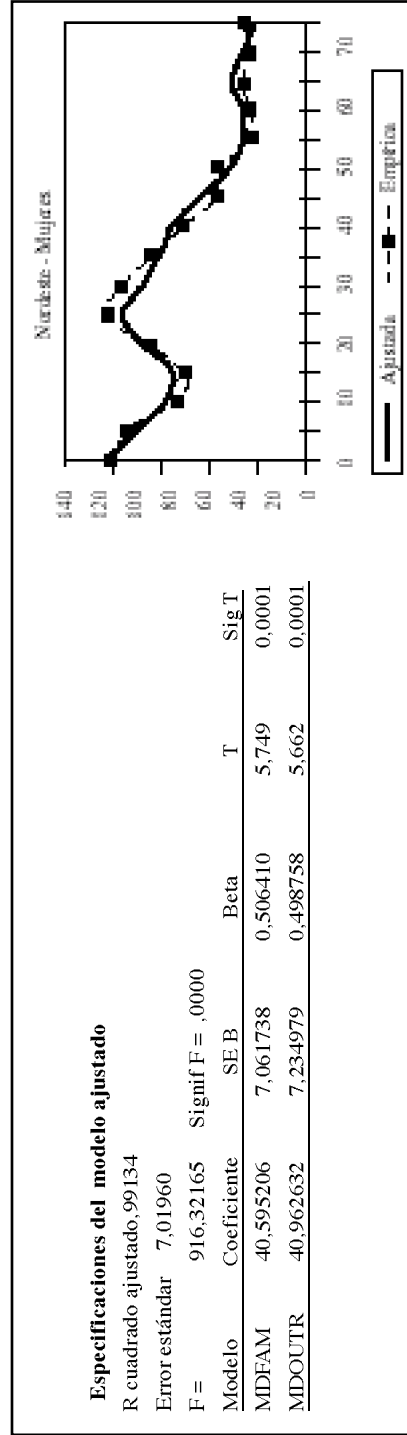 Especificaciones del modelo ajustado
R cuadrado ajustado,99134
Error estándar 7,01960
F = 916,32165 Signif F = ,0000
Modelo Coeficiente SE B Beta T Sig T
MDFAM 40,595206 7,061738 0,506410 5,749 0,0001
MDOUTR 40,962632 7,234979 0,498758 5,662 0,0001
Nordeste - Mujeres
140
120
100
80
60
40
20
0
0 10 20 30 40 50 60 70
Ajustada Empírica